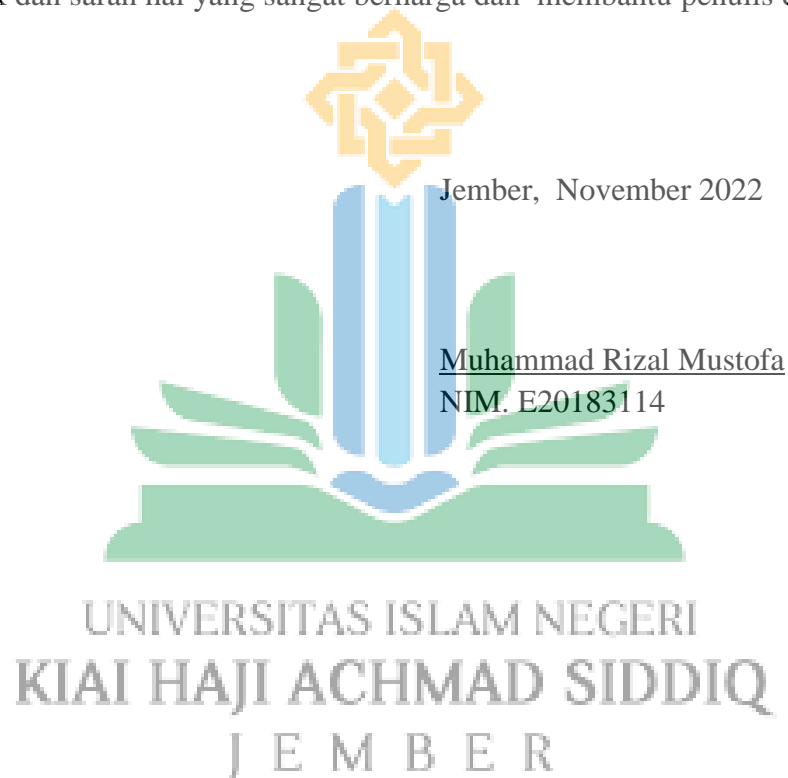 dan saran hal yang sangat berharga dan membantu penulis
Jember, November 2022
Muhammad Rizal Mustofa
NIM. E20183114
UNIVERSITAS ISLAM NEGERI
KIAI HAJI ACHMAD SIDDIQ
JEMBER